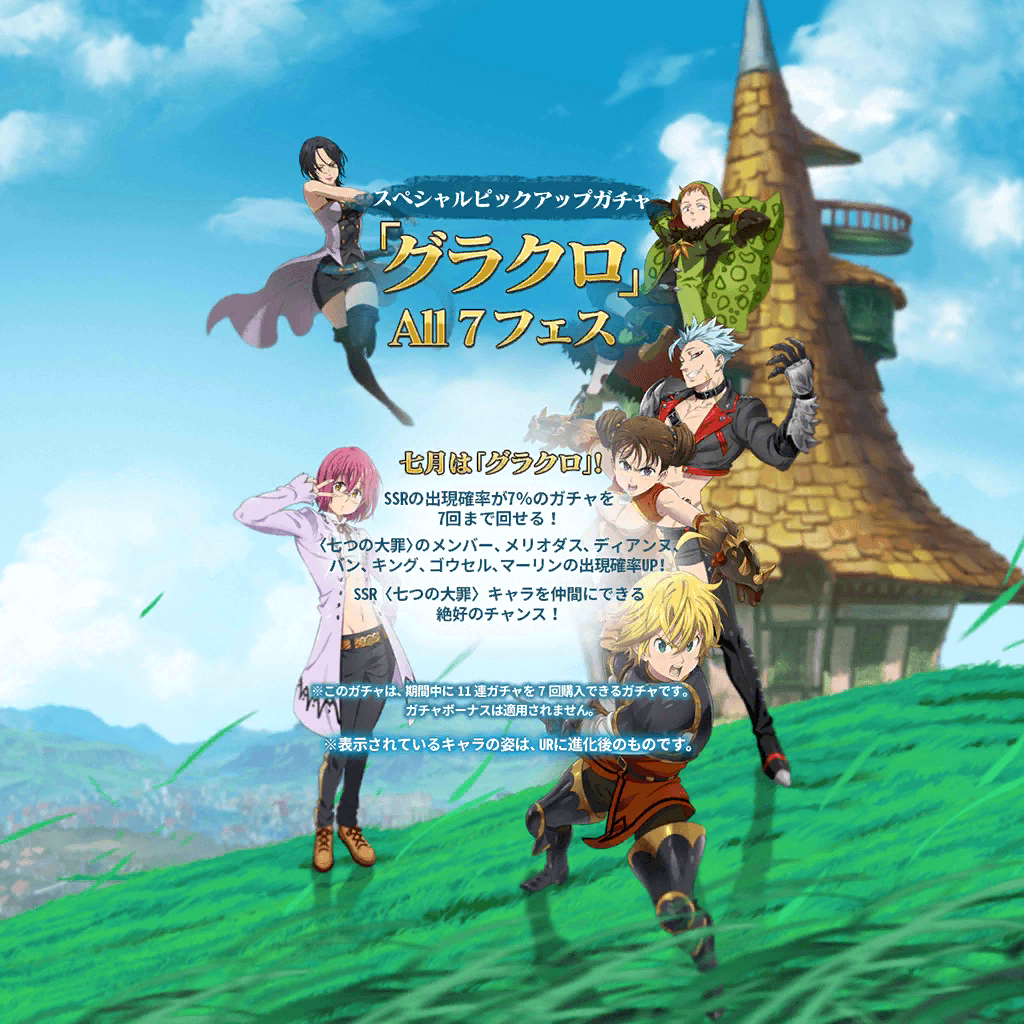 スペシャルピックアップガチャ
「グラクロ」
All 7 フェス
七月は「グラクロ」!
SSRの出現確率が7%のガチャを
7回まで回せる！
〈七つの大罪〉のメンバー、メリオダス、ディアンヌ、
バン、キング、ゴウセル、マーリンの出現確率UP!
SSR〈七つの大罪〉キャラを仲間にできる
絶好のチャンス！
※このガチャは、期間中に 11 連ガチャを 7 回購入できるガチャです。
ガチャボーナスは適用されません。
※表示されているキャラの姿は、URに進化後のものです。